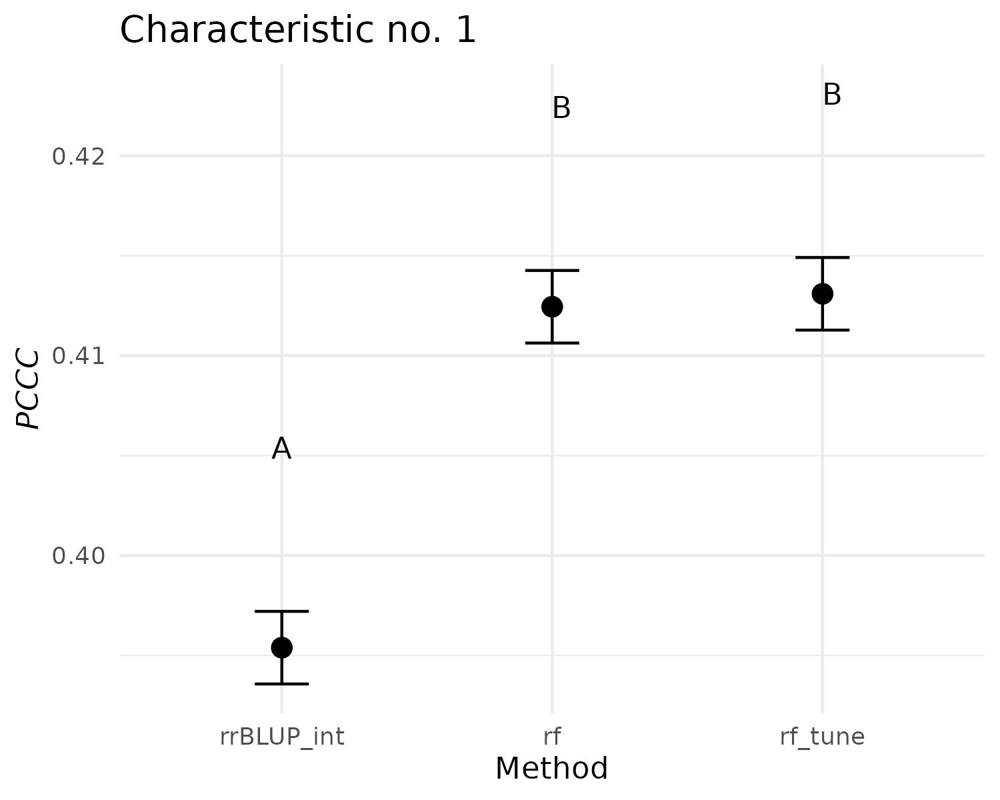 Characteristic no. 1
B
B
0.42
0.41
PCCC
A
0.40
rrBLUP_int rf rf_tune
Method